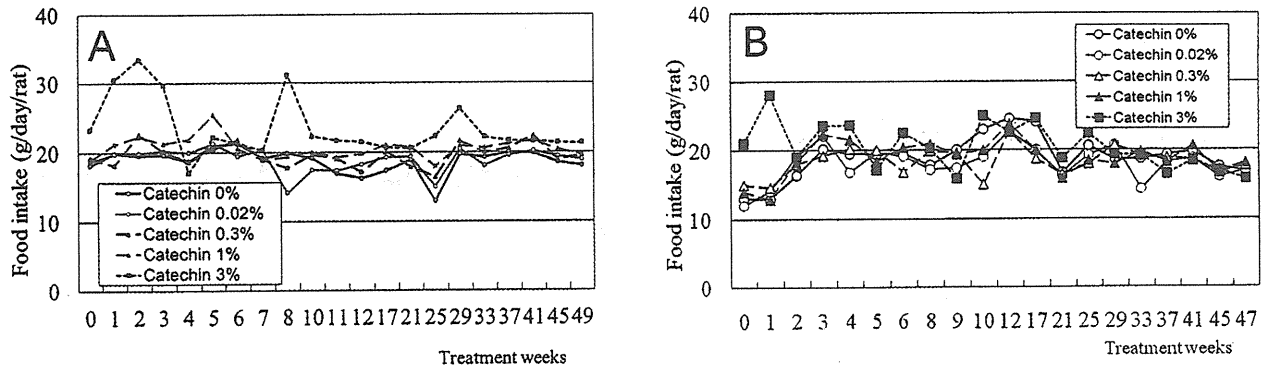 A
Food intake (g/day/rat)
40
30
20
10
0
Catechin 0%
Catechin 0.02%
Catechin 0.3%
Catechin 1%
Catechin 3%
0 1 2 3 4 5 6 7 8 10 11 12 17 21 25 29 33 37 41 45 49
Treatment weeks
B
Food intake (g/day/rat)
40
30
20
10
0
Catechin 0%
Catechin 0.02%
Catechin 0.3%
Catechin 1%
Catechin 3%
0 1 2 3 4 5 6 8 9 10 12 17 21 25 29 33 37 41 45 47
Treatment weeks